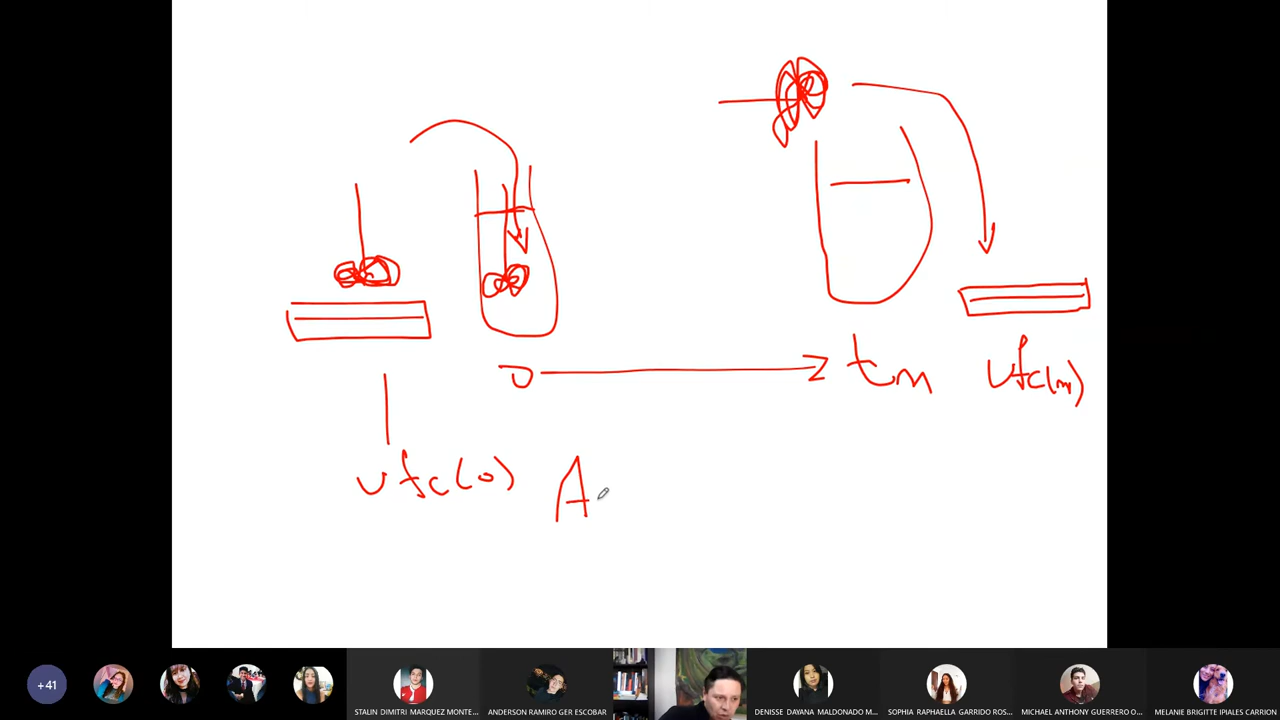 0 tm ufc(m)
ufc(0) A
+41 STALIN DIMITRI MARQUEZ MONTE... ANDERSON RAMIRO GER ESCOBAR DENISSE DAYANA MALDONADO M... SOPHIA RAPHAELLA GARRIDO ROS... MICHAEL ANTHONY GUERRERO O... MELANIE BRIGITTE IPIALES CARRION